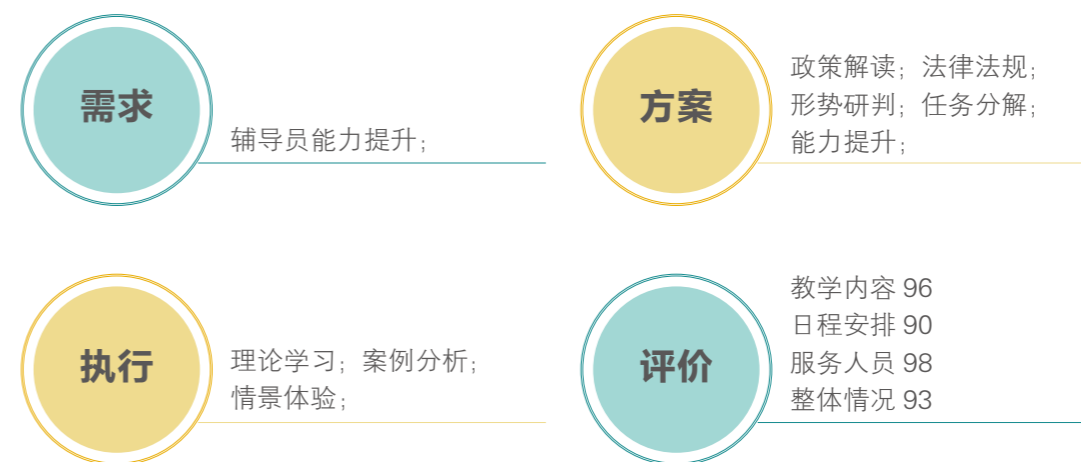 需求
辅导员能力提升；
方案
政策解读；法律法规；
形势研判；任务分解；
能力提升；
执行
理论学习；案例分析；
情景体验；
评价
教学内容 96
日程安排 90
服务人员 98
整体情况 93